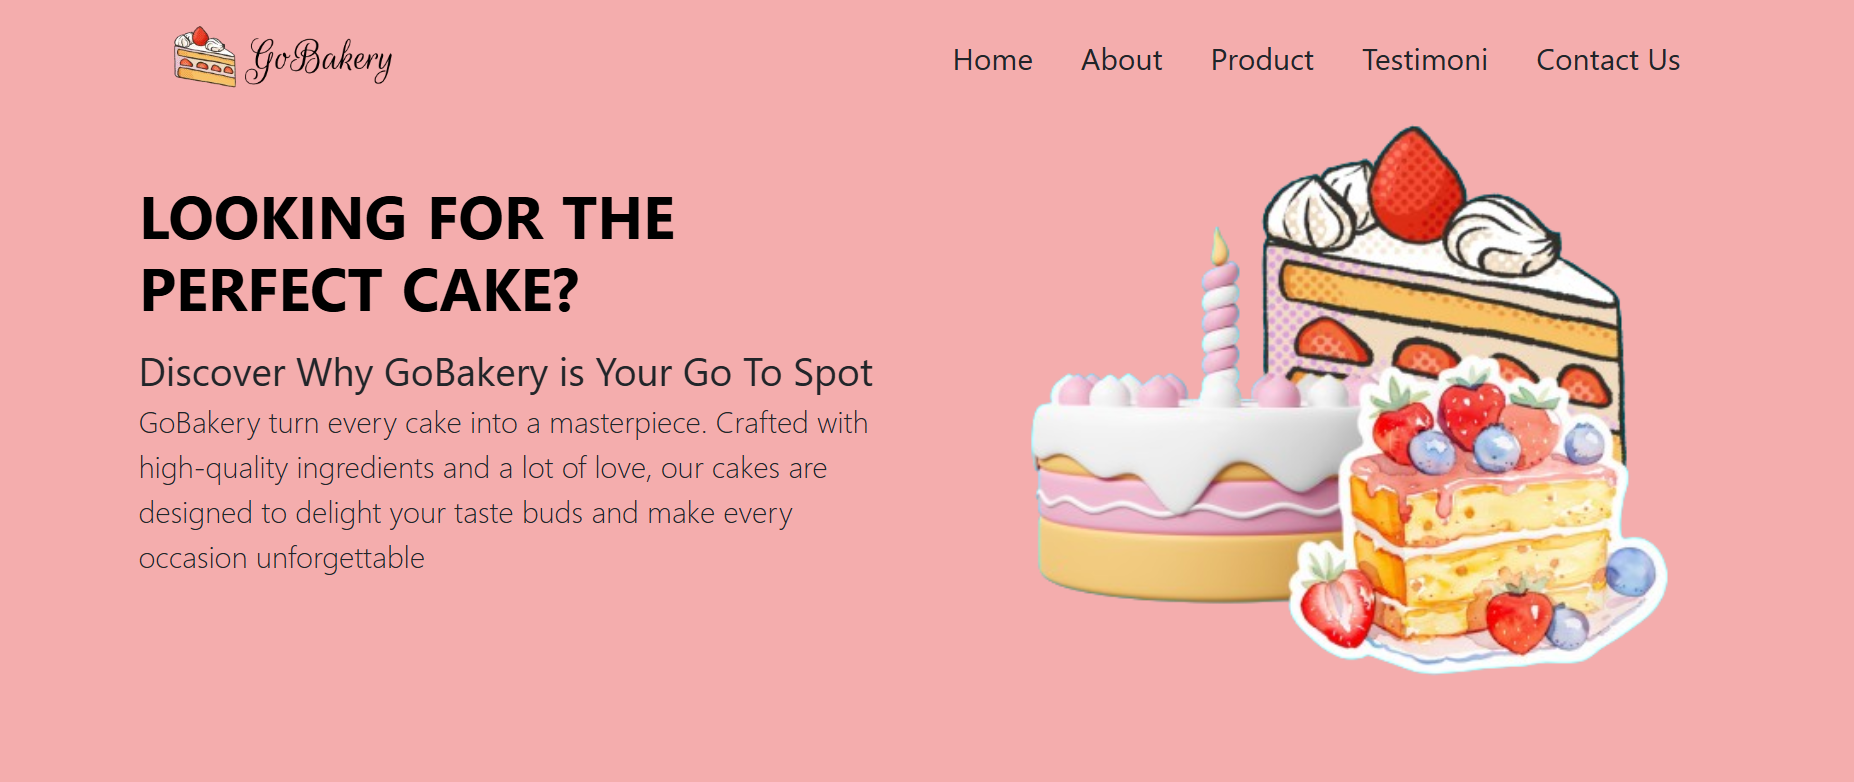 GoBakery
Home
About
Product
Testimoni
Contact Us
LOOKING FOR THE
PERFECT CAKE?
Discover Why GoBakery is Your Go To Spot
GoBakery turn every cake into a masterpiece. Crafted with
high-quality ingredients and a lot of love, our cakes are
designed to delight your taste buds and make every
occasion unforgettable